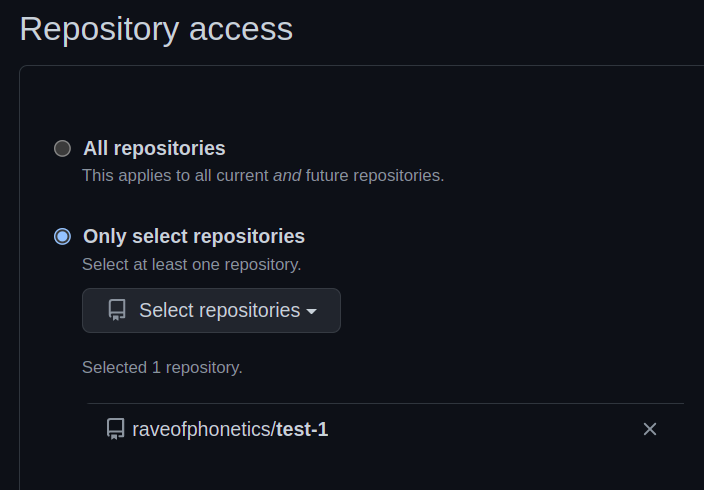 Repository access
All repositories
This applies to all current and future repositories.
Only select repositories
Select at least one repository.
Select repositories
Selected 1 repository.
raveofphonetics/test-1